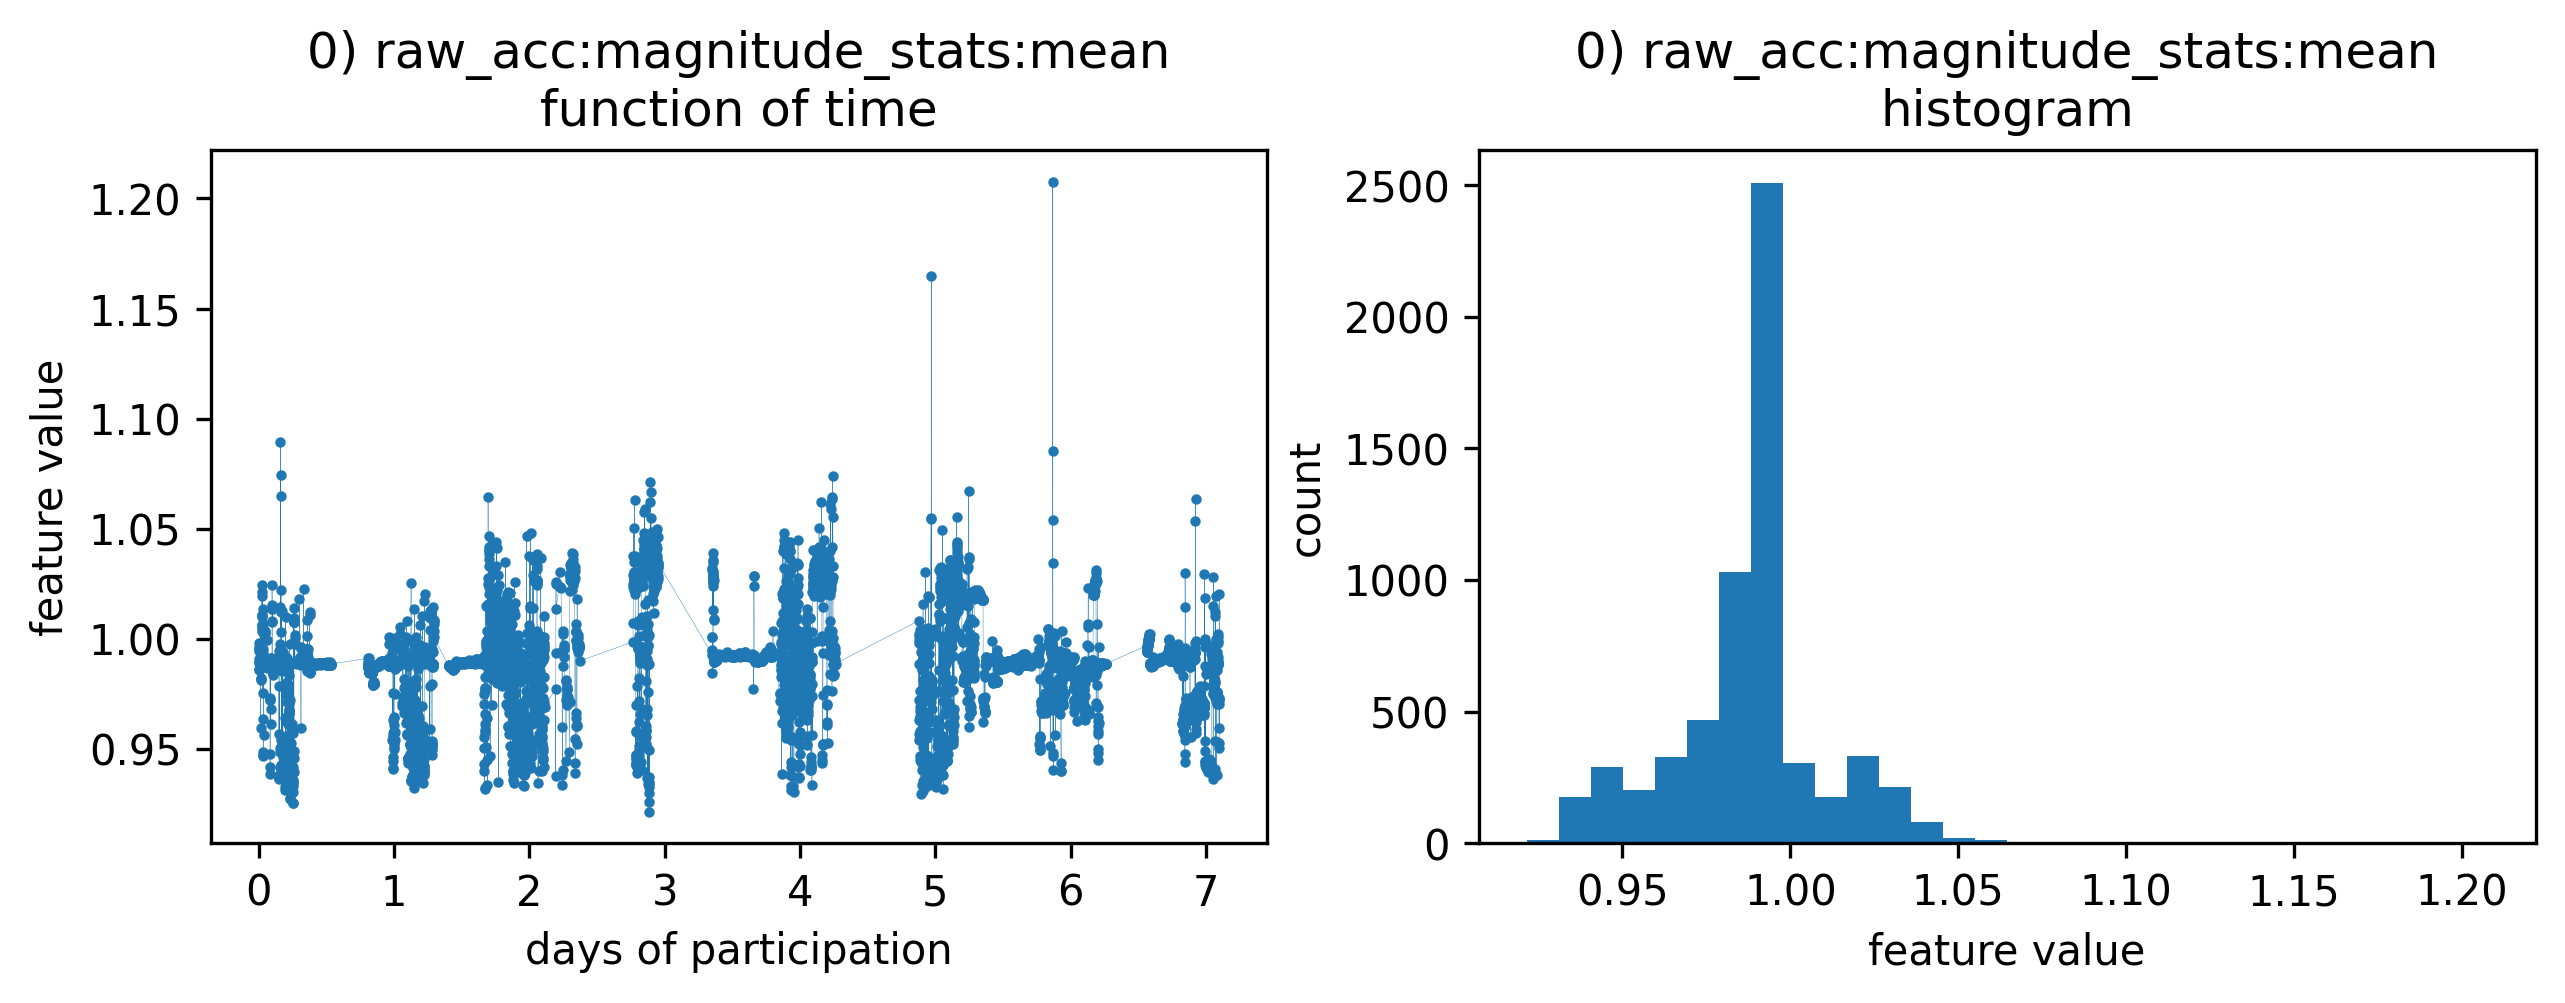 0) raw_acc:magnitude_stats:mean
function of time
1.20
1.15
1.10
1.05
1.00
0.95
feature value
0 1 2 3 4 5 6 7
days of participation
0) raw_acc:magnitude_stats:mean
histogram
2500
2000
1500
1000
500
0
count
0.95 1.00 1.05 1.10 1.15 1.20
feature value